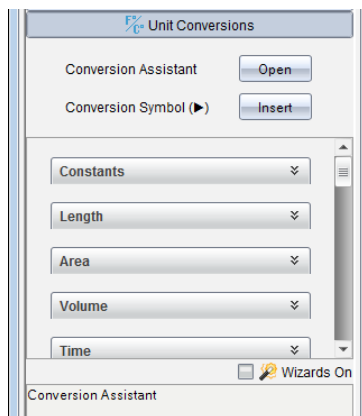 F°/C° Unit Conversions
Conversion Assistant Open
Conversion Symbol (▶) Insert
Constants
Length
Area
Volume
Time
Wizards On
Conversion Assistant